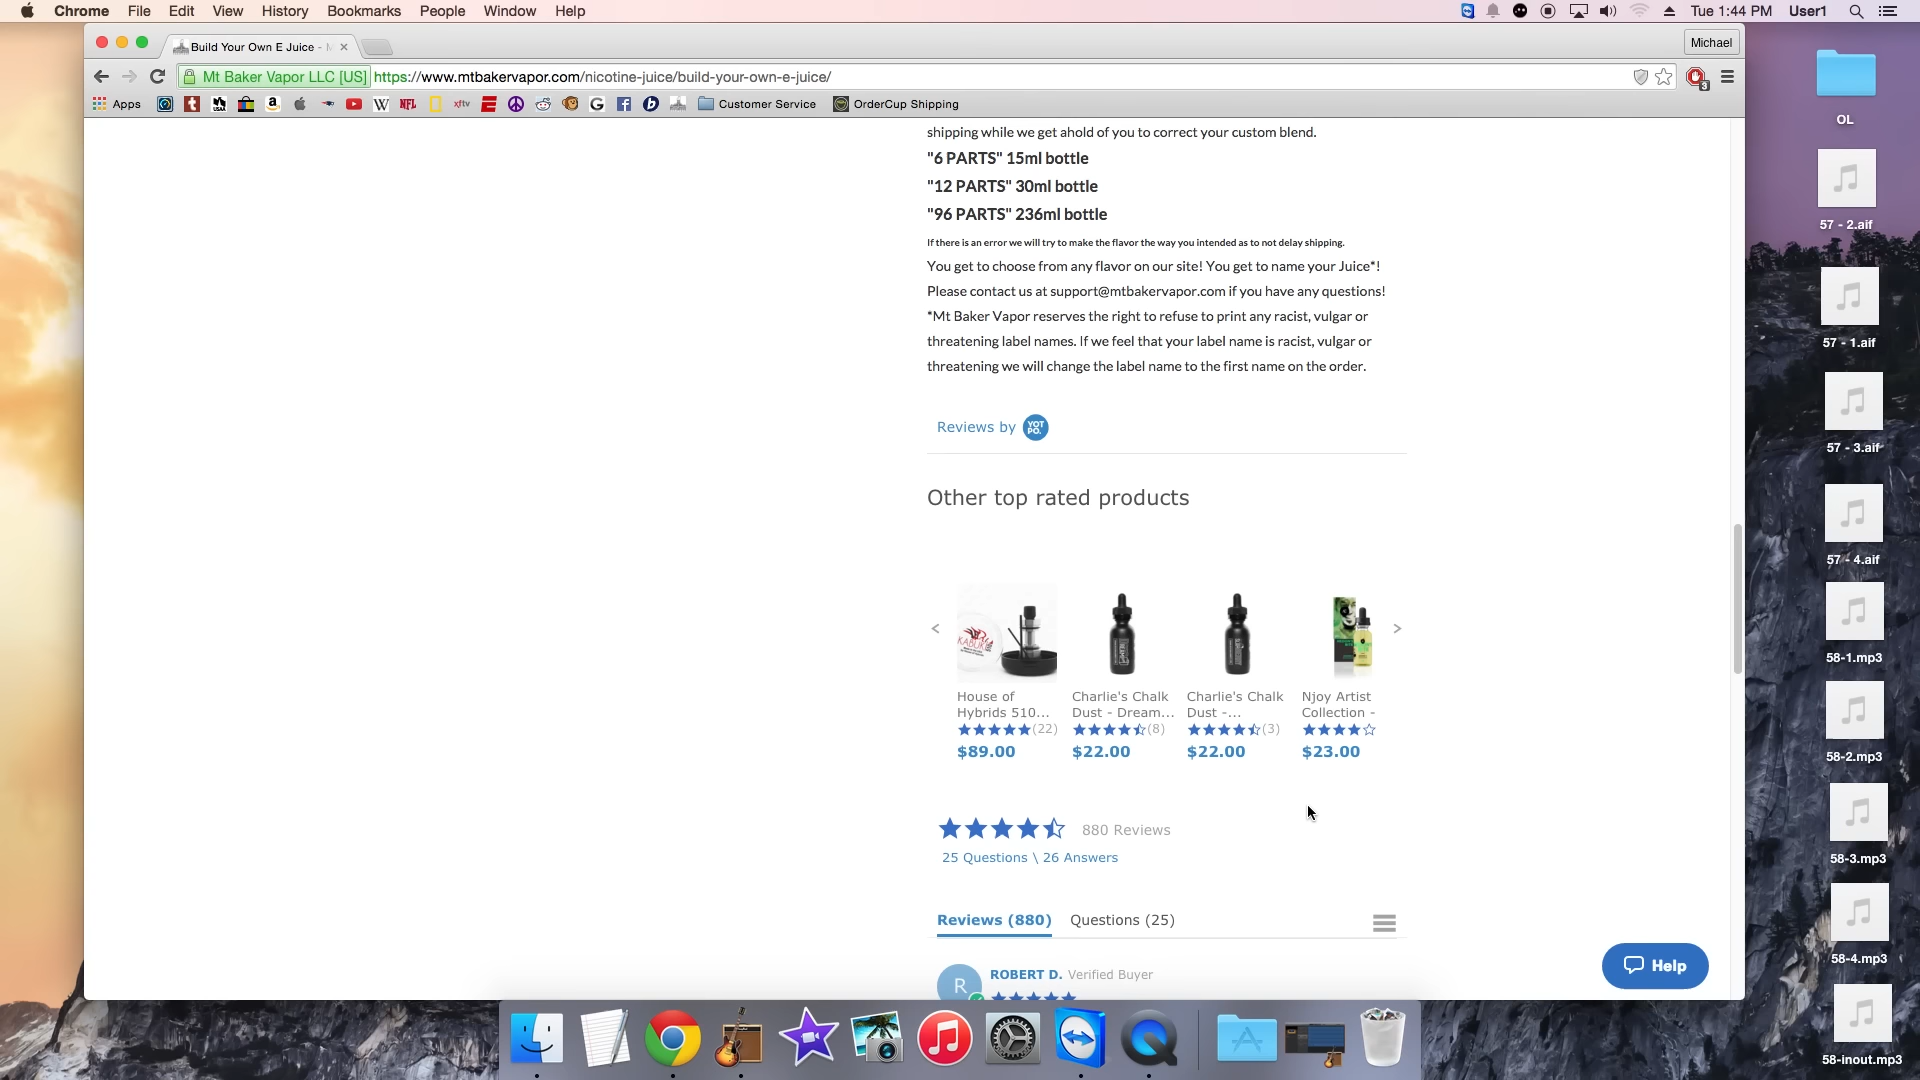 Chrome File Edit View History Bookmarks People Window Help Tue 1:44 PM User1
Build Your Own E Juice - M
Michael
Mt Baker Vapor LLC [US] https://www.mtbakervapor.com/nicotine-juice/build-your-own-e-juice/
3
Apps Customer Service OrderCup Shipping
shipping while we get ahold of you to correct your custom blend.
"6 PARTS" 15ml bottle
"12 PARTS" 30ml bottle
"96 PARTS" 236ml bottle
If there is an error we will try to make the flavor the way you intended as to not delay shipping.
You get to choose from any flavor on our site! You get to name your Juice*!
Please contact us at support@mtbakervapor.com if you have any questions!
*Mt Baker Vapor reserves the right to refuse to print any racist, vulgar or
threatening label names. If we feel that your label name is racist, vulgar or
threatening we will change the label name to the first name on the order.
Reviews by YOT PO.
Other top rated products
< >
House of
Hybrids 510...
(22)
$89.00
Charlie's Chalk
Dust - Dream...
(8)
$22.00
Charlie's Chalk
Dust -...
(3)
$22.00
Njoy Artist
Collection -
$23.00
880 Reviews
25 Questions \ 26 Answers
Reviews (880) Questions (25)
R ROBERT D. Verified Buyer
Help
OL
57 - 2.aif
57 - 1.aif
57 - 3.aif
57 - 4.aif
58-1.mp3
58-2.mp3
58-3.mp3
58-4.mp3
58-inout.mp3